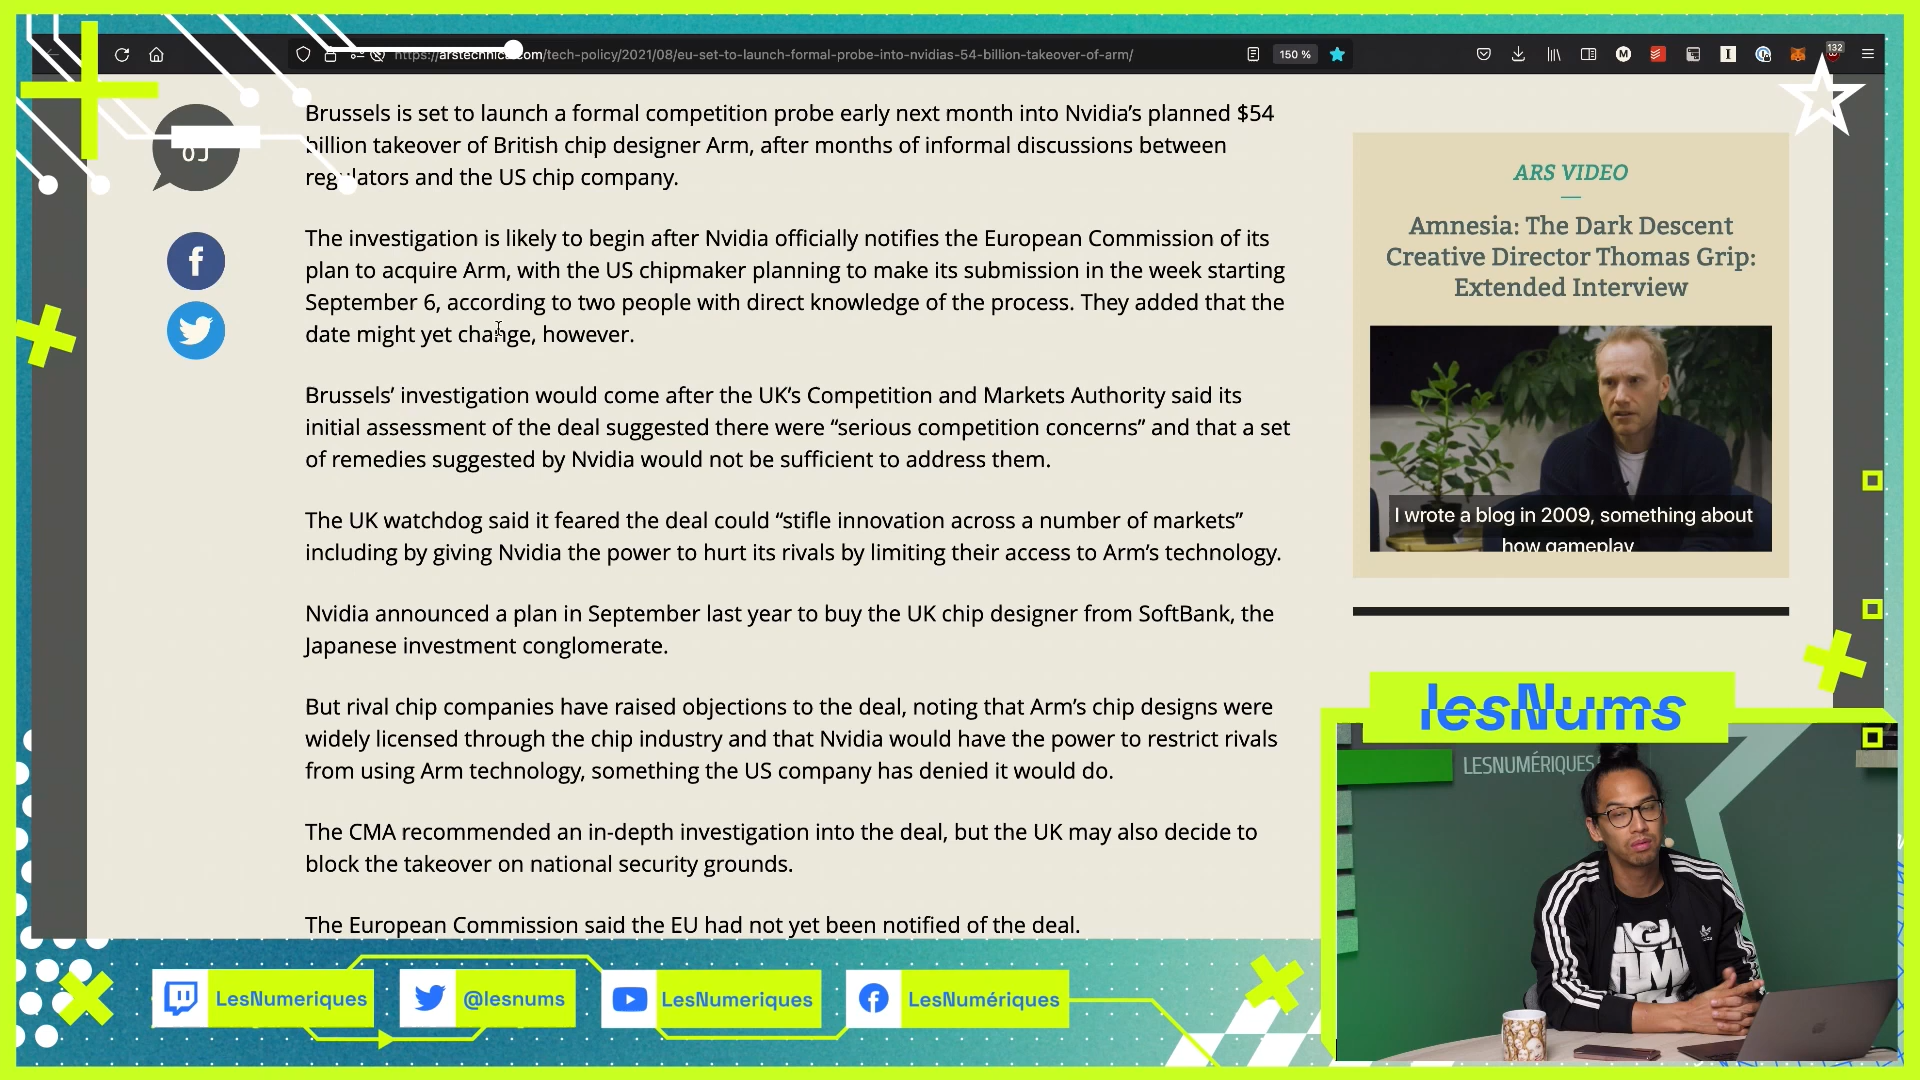 https://arstechnica.com/tech-policy/2021/08/eu-set-to-launch-formal-probe-into-nvidias-54-billion-takeover-of-arm/
150 %
132
Brussels is set to launch a formal competition probe early next month into Nvidia’s planned $54
billion takeover of British chip designer Arm, after months of informal discussions between
regulators and the US chip company.
The investigation is likely to begin after Nvidia officially notifies the European Commission of its
plan to acquire Arm, with the US chipmaker planning to make its submission in the week starting
September 6, according to two people with direct knowledge of the process. They added that the
date might yet change, however.
Brussels’ investigation would come after the UK’s Competition and Markets Authority said its
initial assessment of the deal suggested there were “serious competition concerns” and that a set
of remedies suggested by Nvidia would not be sufficient to address them.
The UK watchdog said it feared the deal could “stifle innovation across a number of markets”
including by giving Nvidia the power to hurt its rivals by limiting their access to Arm’s technology.
Nvidia announced a plan in September last year to buy the UK chip designer from SoftBank, the
Japanese investment conglomerate.
But rival chip companies have raised objections to the deal, noting that Arm’s chip designs were
widely licensed through the chip industry and that Nvidia would have the power to restrict rivals
from using Arm technology, something the US company has denied it would do.
The CMA recommended an in-depth investigation into the deal, but the UK may also decide to
block the takeover on national security grounds.
The European Commission said the EU had not yet been notified of the deal.
ARS VIDEO
Amnesia: The Dark Descent
Creative Director Thomas Grip:
Extended Interview
I wrote a blog in 2009, something about
how gameplay
lesNums
LESNUMÉRIQUES
LesNumeriques
@lesnums
LesNumeriques
LesNumériques